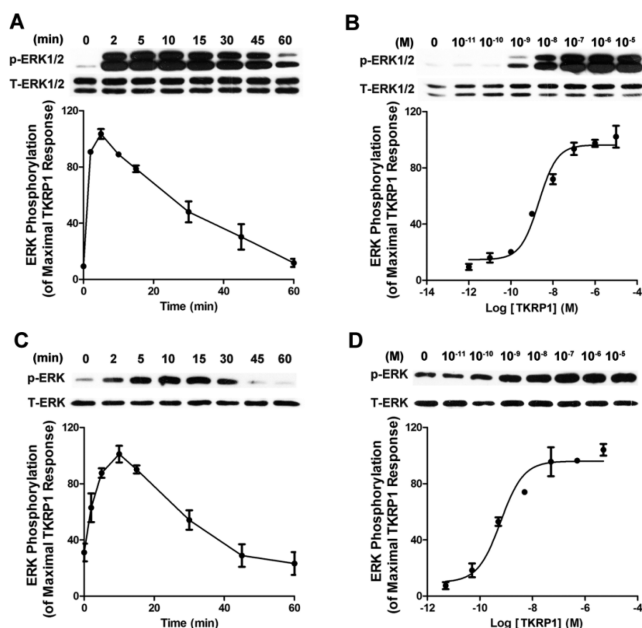 A
(min) 0 2 5 10 15 30 45 60
p-ERK1/2
T-ERK1/2
ERK Phosphorylation
(of Maximal TKRP1 Response)
120
80
40
0
0 20 40 60
Time (min)
B
(M) 0 10-11 10-10 10-9 10-8 10-7 10-6 10-5
p-ERK1/2
T-ERK1/2
ERK Phosphorylation
(of Maximal TKRP1 Response)
120
80
40
0
-14 -12 -10 -8 -6 -4
Log [TKRP1] (M)
C
(min) 0 2 5 10 15 30 45 60
p-ERK
T-ERK
ERK Phosphorylation
(of Maximal TKRP1 Response)
120
80
40
0
0 20 40 60
Time (min)
D
(M) 0 10-11 10-10 10-9 10-8 10-7 10-6 10-5
p-ERK
T-ERK
ERK Phosphorylation
(of Maximal TKRP1 Response)
120
80
40
0
-12 -10 -8 -6 -4
Log [TKRP1] (M)